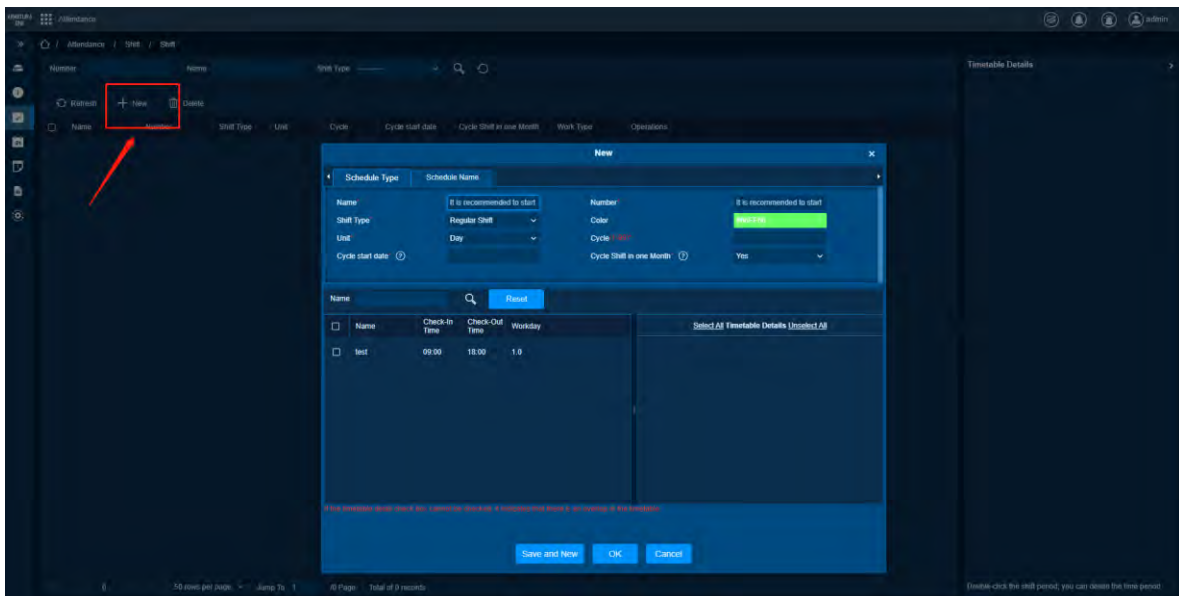 Attendance
admin
/ Attendance / Shift / Shift
Number Name Shift Type --------- Timetable Details
Refresh New Delete
Name Number Shift Type Unit Cycle Cycle start date Cycle Shift in one Month Work Type Operations
New
Schedule Type Schedule Name
Name It is recommended to start Number It is recommended to start
Shift Type Regular Shift Color
Unit Day Cycle
Cycle start date Cycle Shift in one Month Yes
Name Reset
Name Check-In Time Check-Out Time Workday Select All Timetable Details Unselect All
test 09:00 18:00 1.0
Save and New OK Cancel
0 50 rows per page Jump To 1 /0 Page Total of 0 records
Double-click the shift period; you can delete the time period